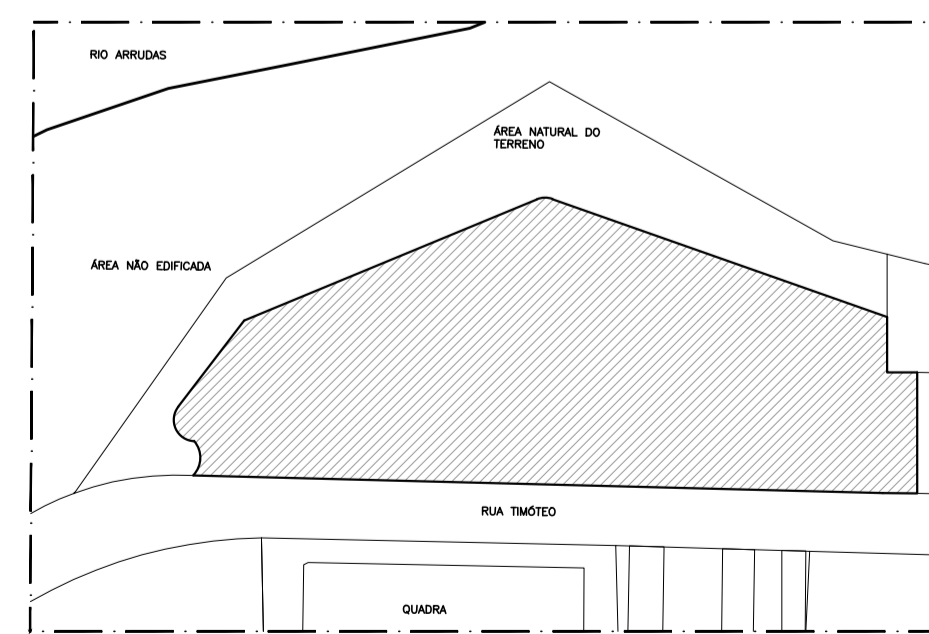 RIO ARRUDAS
ÁREA NATURAL DO
TERRENO
ÁREA NÃO EDIFICADA
RUA TIMÓTEO
QUADRA